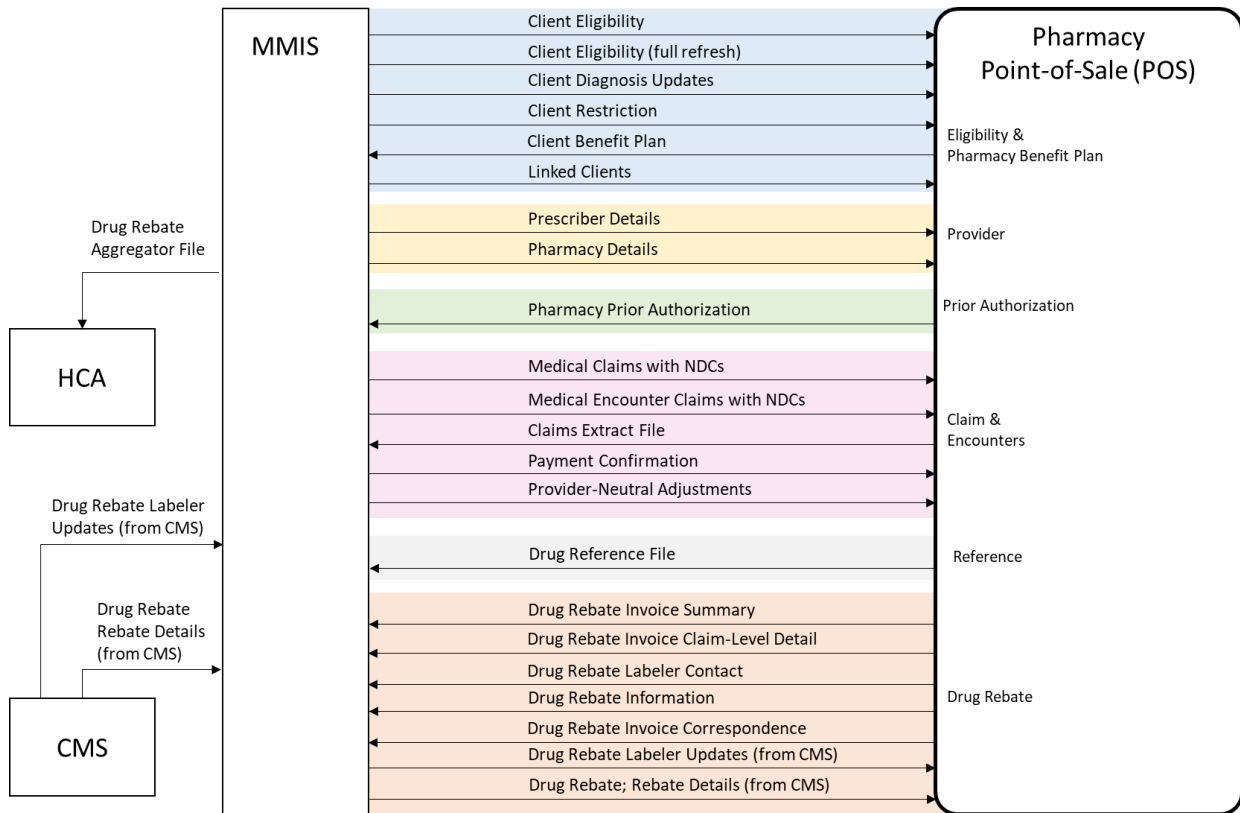 MMIS
Pharmacy
Point-of-Sale (POS)
Client Eligibility
Client Eligibility (full refresh)
Client Diagnosis Updates
Client Restriction
Client Benefit Plan
Linked Clients
Eligibility &
Pharmacy Benefit Plan
Prescriber Details
Pharmacy Details
Provider
Drug Rebate
Aggregator File
HCA
Pharmacy Prior Authorization
Prior Authorization
Medical Claims with NDCs
Medical Encounter Claims with NDCs
Claims Extract File
Payment Confirmation
Provider-Neutral Adjustments
Claim &
Encounters
Drug Rebate Labeler
Updates (from CMS)
Drug Reference File
Reference
Drug Rebate
Rebate Details
(from CMS)
CMS
Drug Rebate Invoice Summary
Drug Rebate Invoice Claim-Level Detail
Drug Rebate Labeler Contact
Drug Rebate Information
Drug Rebate Invoice Correspondence
Drug Rebate Labeler Updates (from CMS)
Drug Rebate; Rebate Details (from CMS)
Drug Rebate